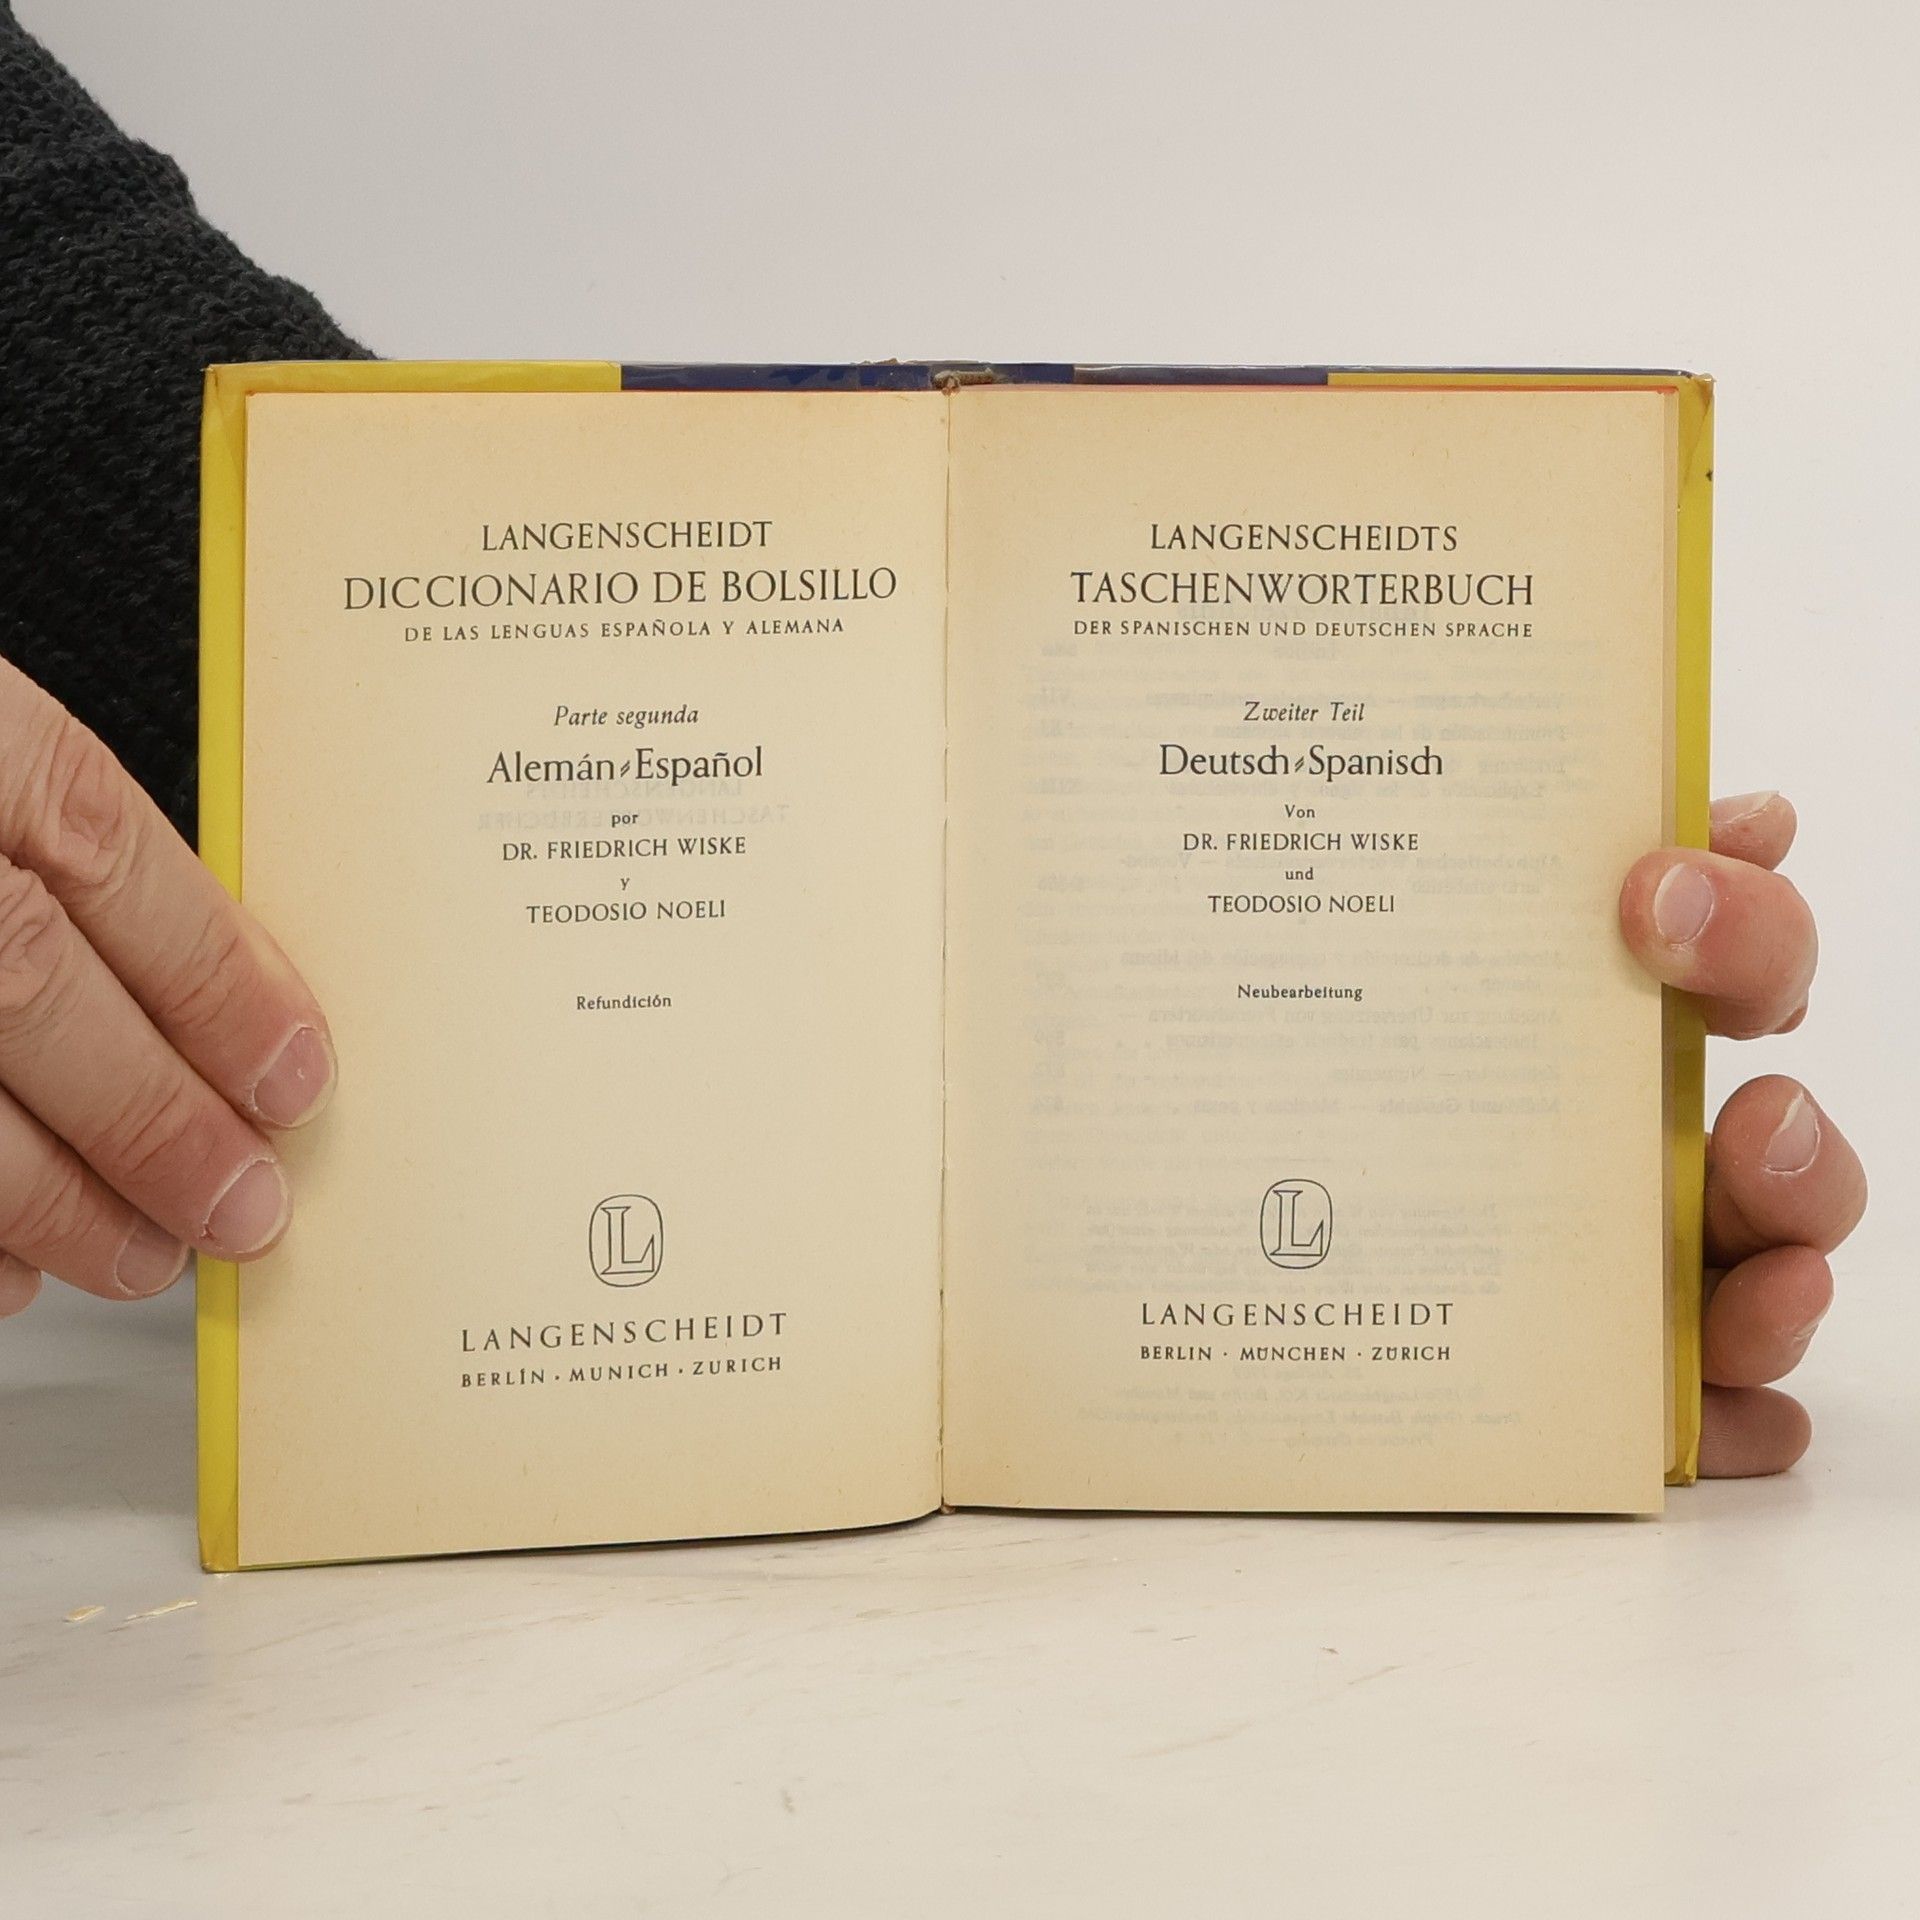 LANGENSCHEIDT
DICCIONARIO DE BOLSILLO
DE LAS LENGUAS ESPAÑOLA Y ALEMANA
Parte segunda
Alemán-Español
por
DR. FRIEDRICH WISKE
y
TEODOSIO NOELI
Refundición
L
LANGENSCHEIDT
BERLÍN · MUNICH · ZURICH
LANGENSCHEIDTS
TASCHENWÖRTERBUCH
DER SPANISCHEN UND DEUTSCHEN SPRACHE
Zweiter Teil
Deutsch-Spanisch
Von
DR. FRIEDRICH WISKE
und
TEODOSIO NOELI
Neubearbeitung
L
LANGENSCHEIDT
BERLIN · MÜNCHEN · ZÜRICH